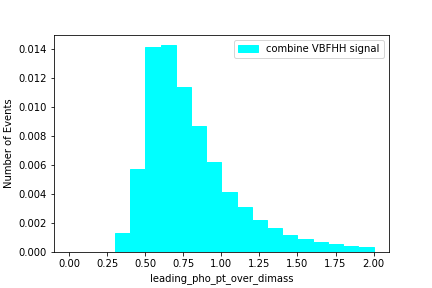 combine VBFHH signal
Number of Events
0.014
0.012
0.010
0.008
0.006
0.004
0.002
0.000
0.00 0.25 0.50 0.75 1.00 1.25 1.50 1.75 2.00
leading_pho_pt_over_dimass